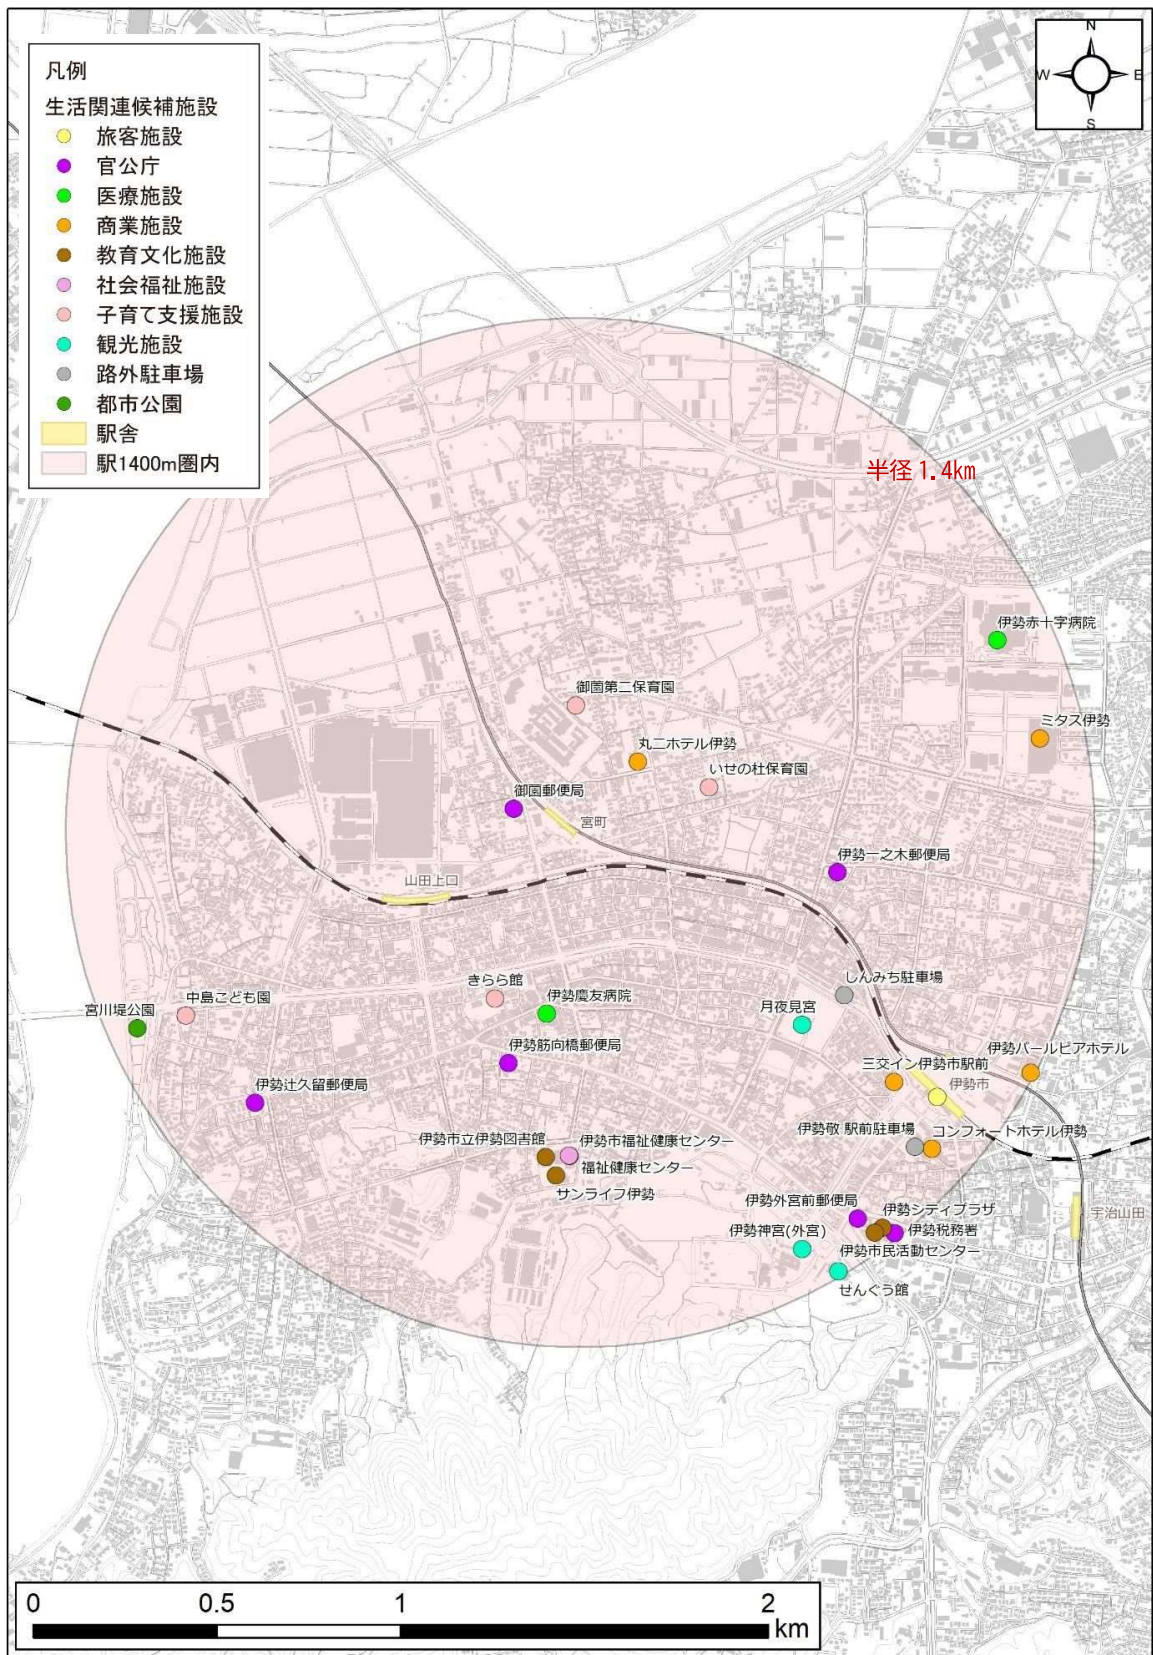 凡例
生活関連候補施設
旅客施設
官公庁
医療施設
商業施設
教育文化施設
社会福祉施設
子育て支援施設
観光施設
路外駐車場
都市公園
駅舎
駅1400m圏内
N
W
E
S
半径1.4km
伊勢赤十字病院
御薗第二保育園
ミタス伊勢
丸二ホテル伊勢
いせの杜保育園
御薗郵便局
宮町
伊勢一之木郵便局
山田上口
きらら館
しんみち駐車場
中島こども園
伊勢慶友病院
宮川堤公園
月夜見宮
伊勢筋向橋郵便局
伊勢パールピアホテル
三交イン伊勢市駅前
伊勢市
伊勢辻久留郵便局
伊勢敬 駅前駐車場
コンフォートホテル伊勢
伊勢市立伊勢図書館
伊勢市福祉健康センター
福祉健康センター
サンライフ伊勢
伊勢外宮前郵便局
伊勢シティプラザ
宇治山田
伊勢神宮(外宮)
伊勢税務署
伊勢市民活動センター
せんぐう館
0 0.5 1 2
km